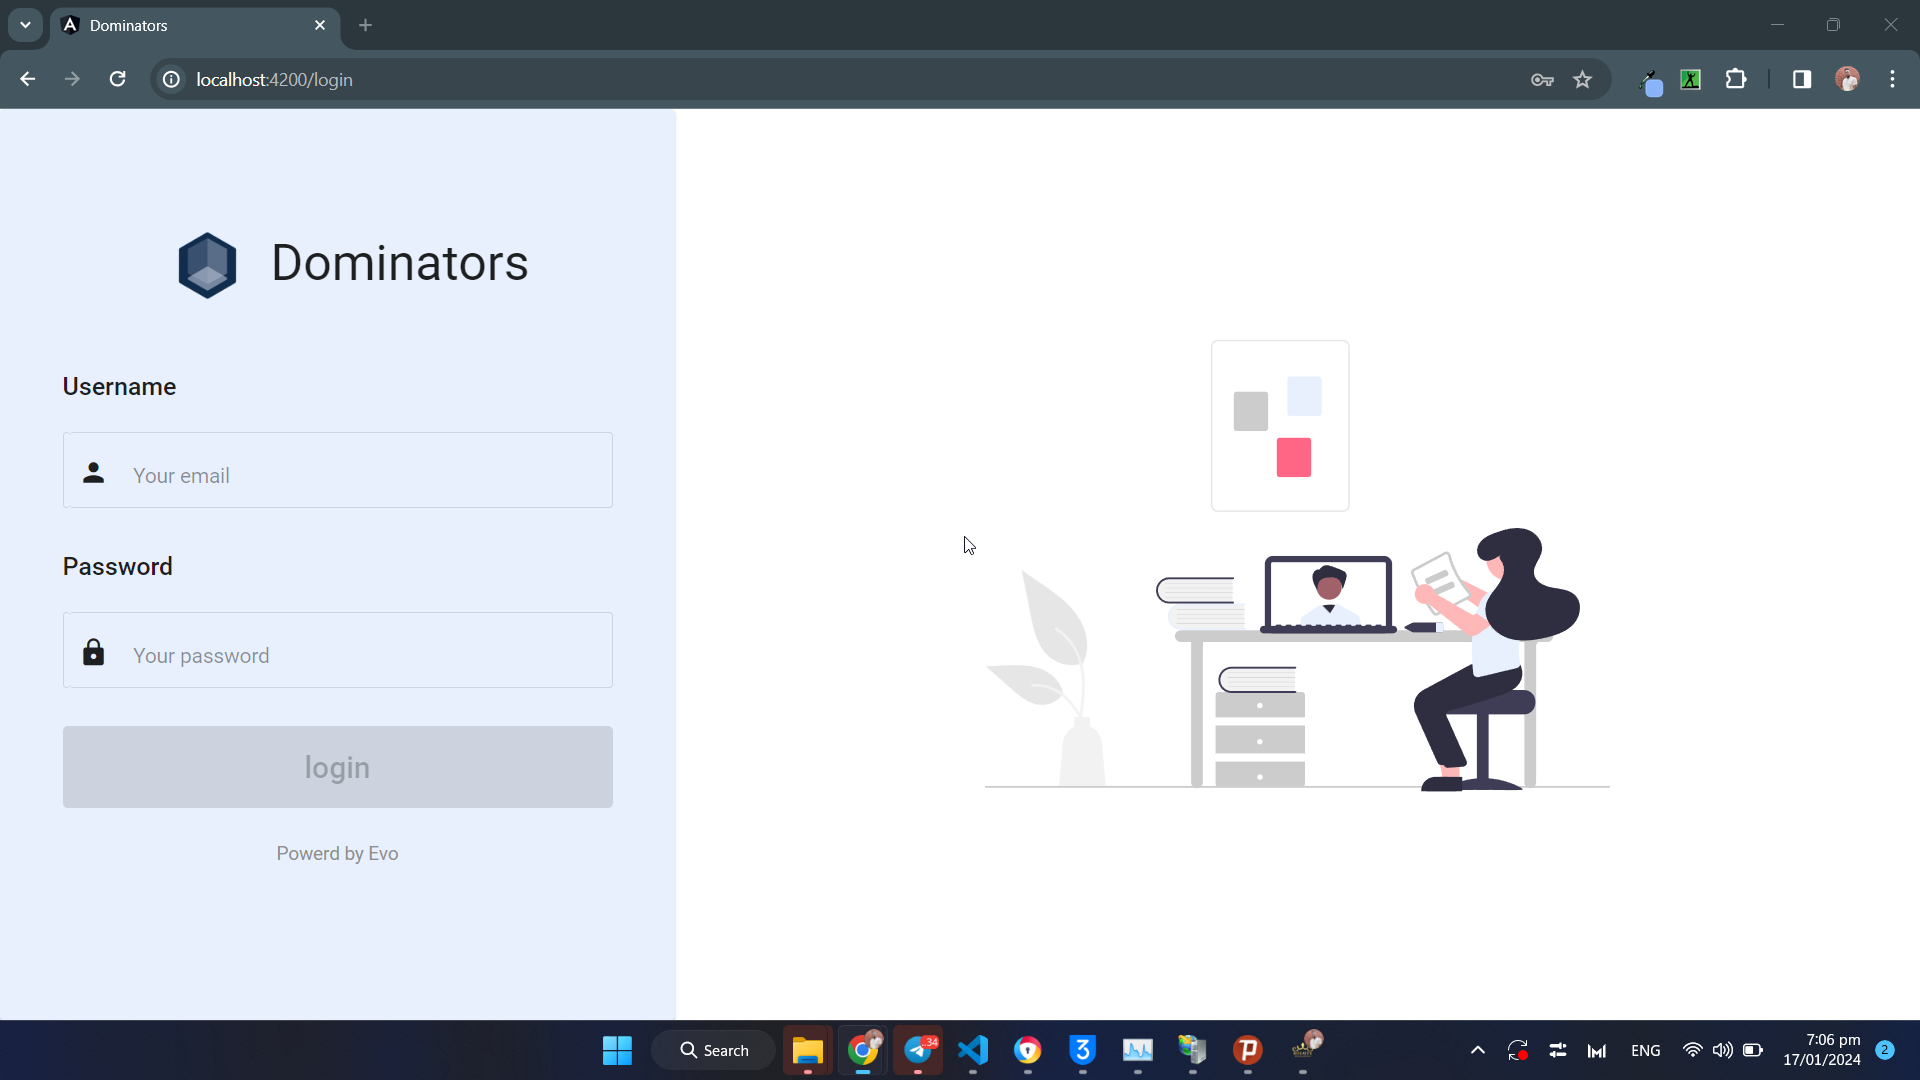 Dominators
localhost:4200/login
Dominators
Username
Your email
Password
Your password
login
Powerd by Evo
Search
..34
3
ENG
7:06 pm
17/01/2024
2